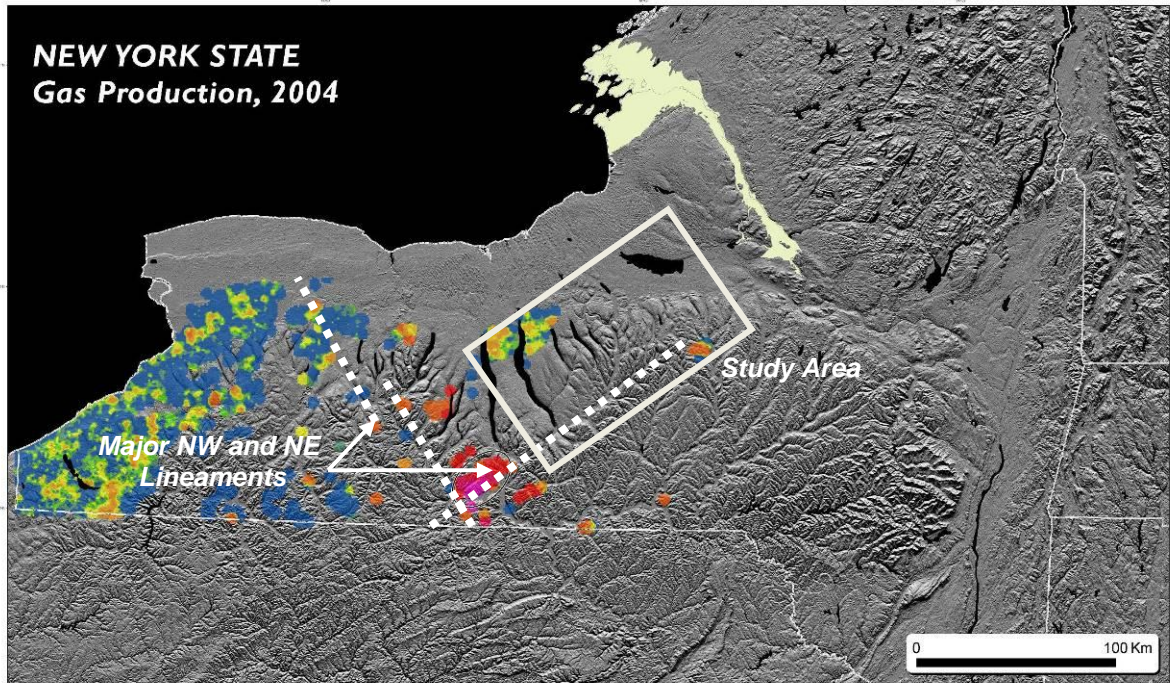 NEW YORK STATE
Gas Production, 2004
Study Area
Major NW and NE
Lineaments
0 100 Km